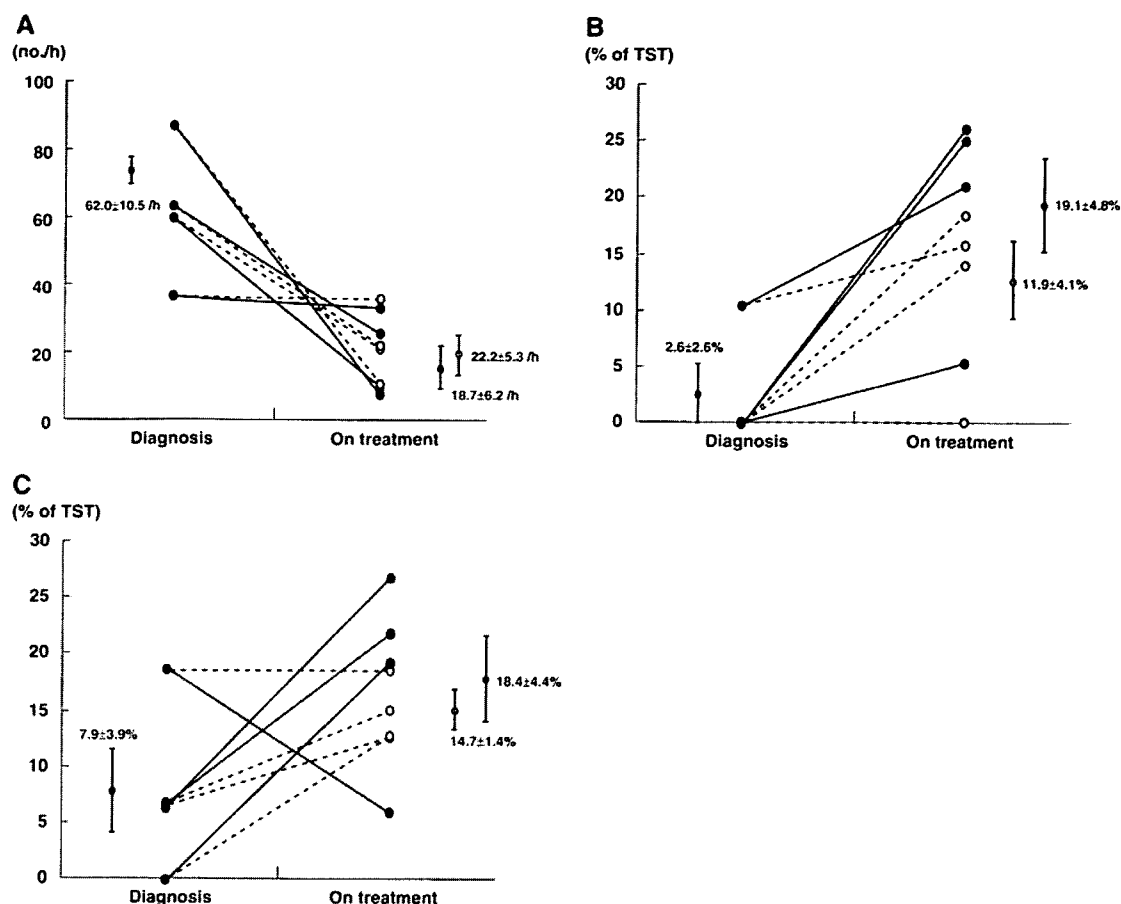 A
(no./h)
100
80
60
40
20
0
62.0±10.5 /h
22.2±5.3 /h
18.7±6.2 /h
Diagnosis
On treatment
B
(% of TST)
30
25
20
15
10
5
0
2.6±2.6%
19.1±4.8%
11.9±4.1%
Diagnosis
On treatment
C
(% of TST)
30
25
20
15
10
5
0
7.9±3.9%
18.4±4.4%
14.7±1.4%
Diagnosis
On treatment